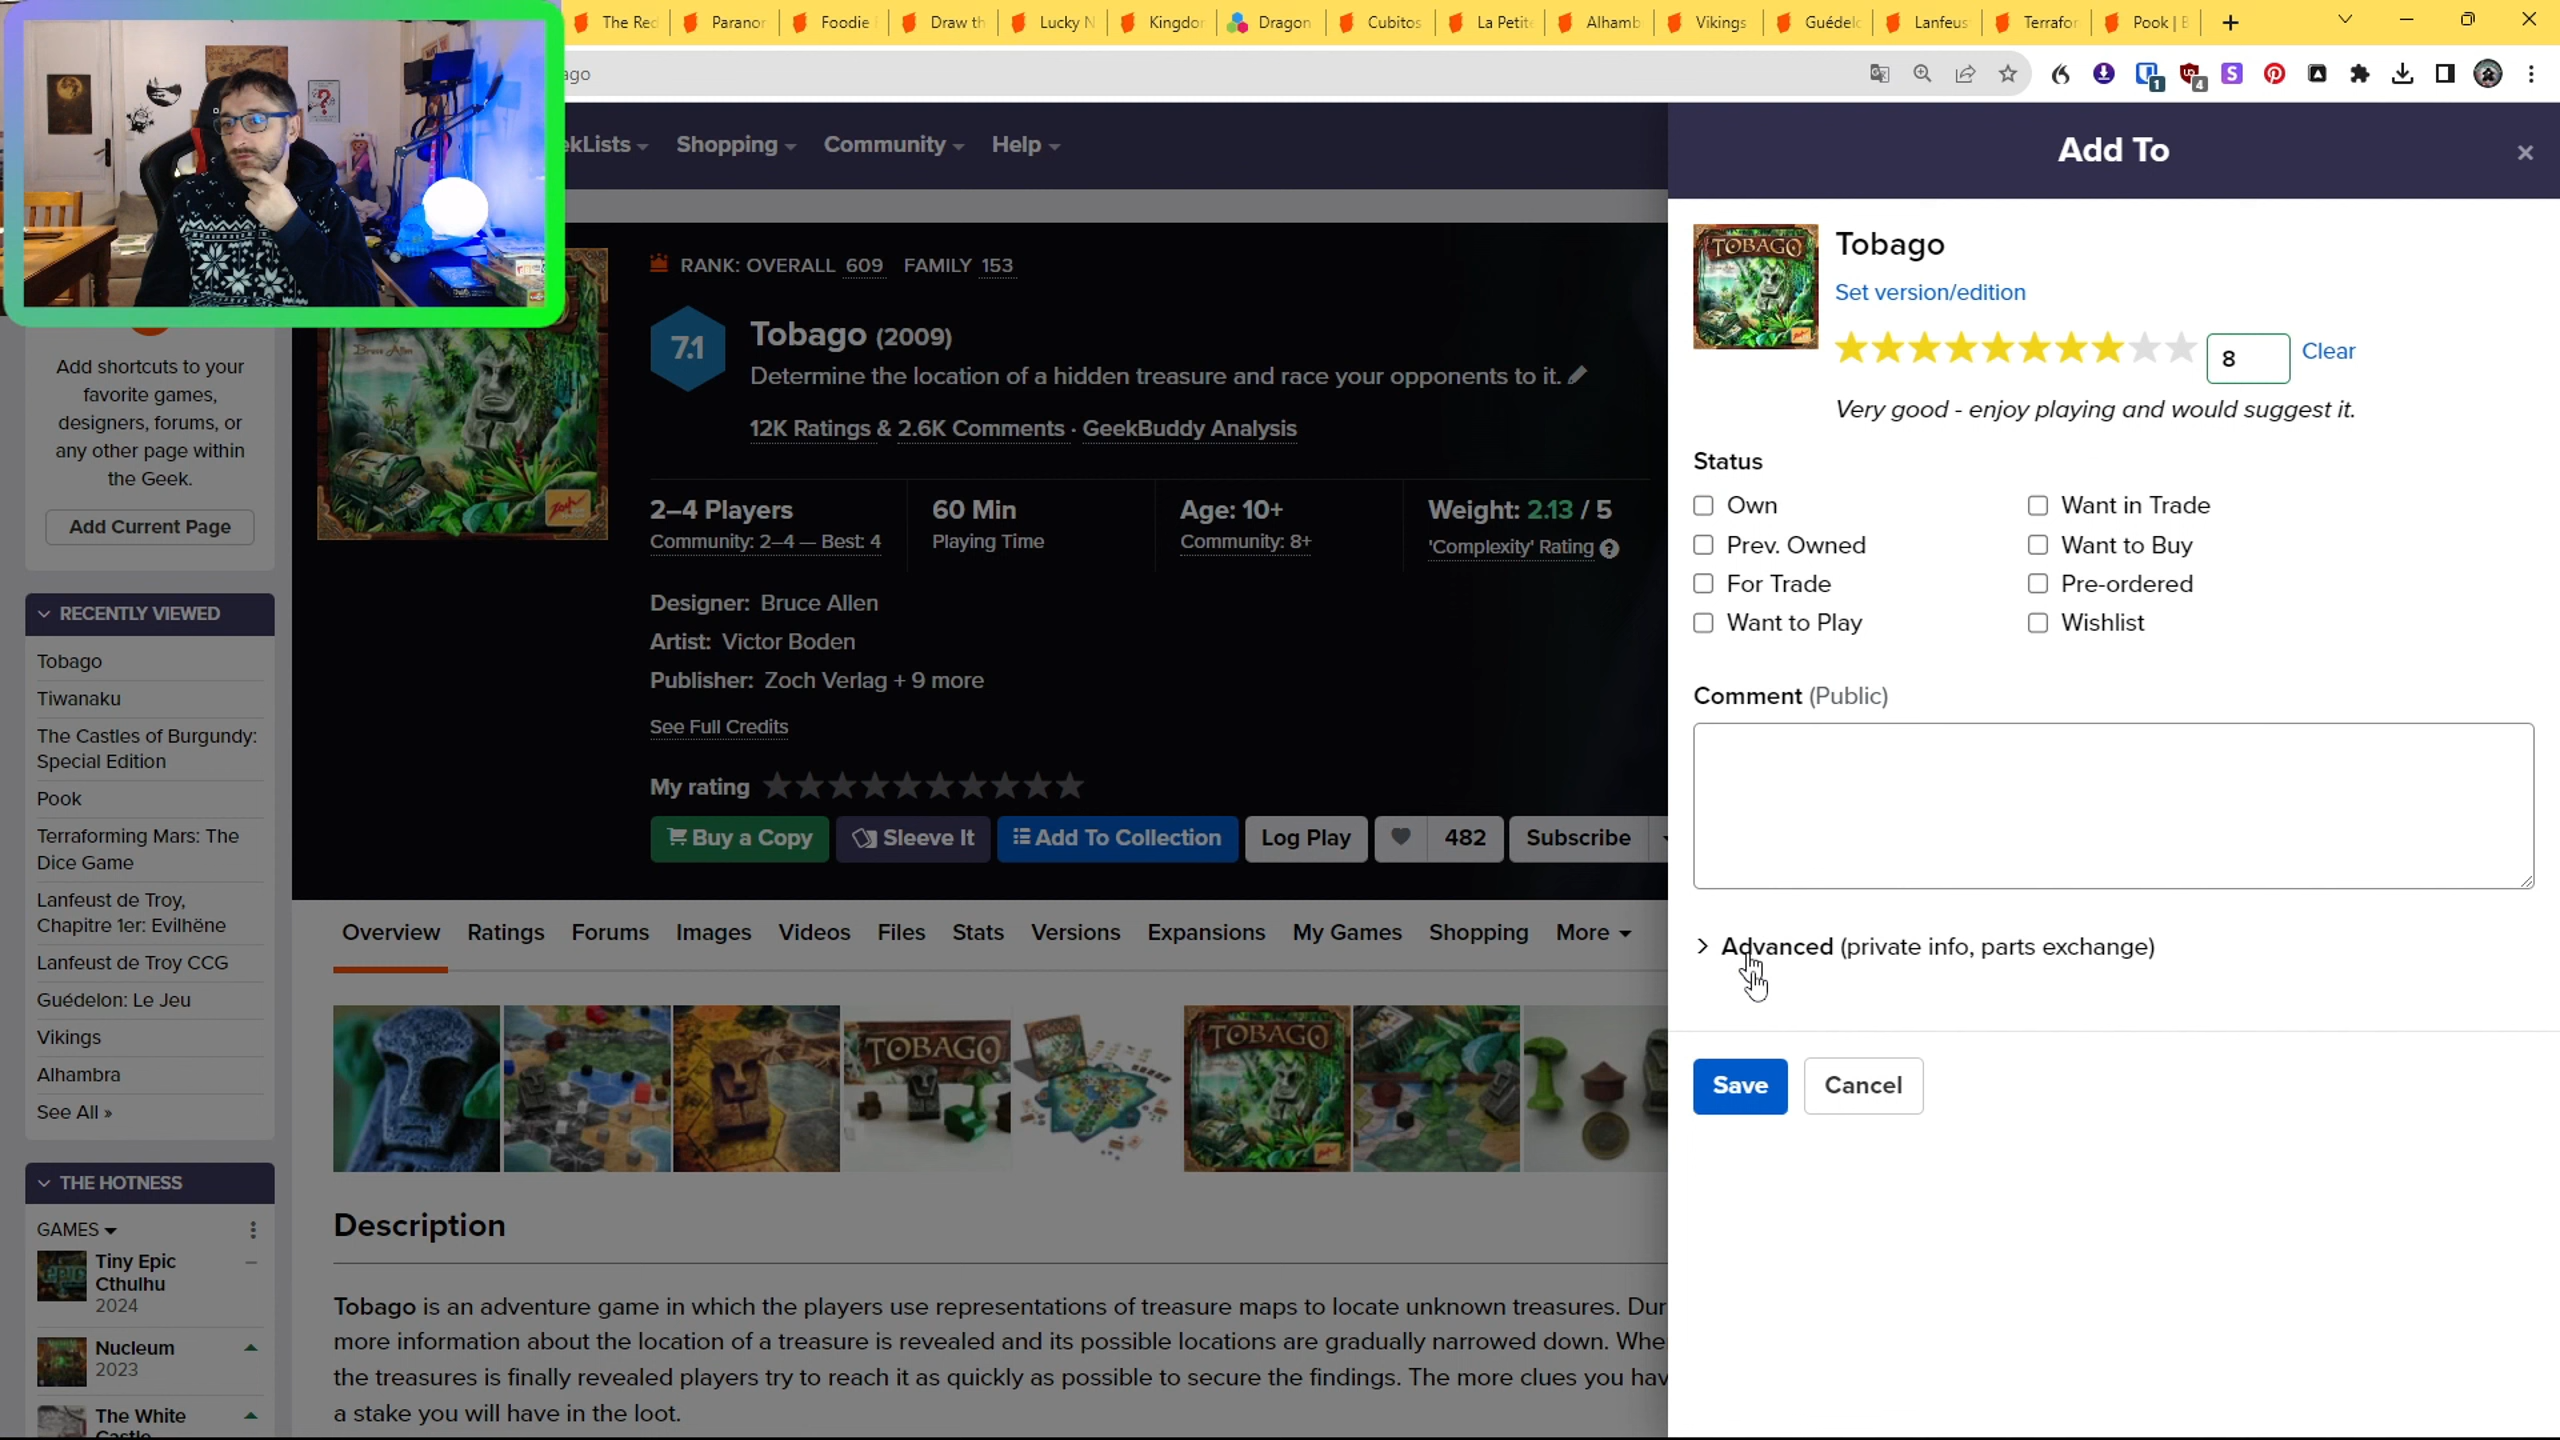 The Red
Paranor
Foodie
Draw th
Lucky N
Kingdor
Dragon
Cubitos
La Petit
Alhamb
Vikings
Guédel
Lanfeus
Terrafor
Pook | B
ago
1
4
S
ekLists
Shopping
Community
Help
Add To
Tobago
Set version/edition
8
Clear
Very good - enjoy playing and would suggest it.
Status
Own
Want in Trade
Prev. Owned
Want to Buy
For Trade
Pre-ordered
Want to Play
Wishlist
Comment (Public)
Advanced (private info, parts exchange)
Save
Cancel
TOBAGO
RANK: OVERALL 609 FAMILY 153
7.1
Tobago (2009)
Determine the location of a hidden treasure and race your opponents to it.
12K Ratings & 2.6K Comments · GeekBuddy Analysis
2–4 Players
Community: 2–4 — Best: 4
60 Min
Playing Time
Age: 10+
Community: 8+
Weight: 2.13 / 5
'Complexity' Rating
Designer: Bruce Allen
Artist: Victor Boden
Publisher: Zoch Verlag + 9 more
See Full Credits
My rating
Buy a Copy
Sleeve It
Add To Collection
Log Play
482
Subscribe
Bruce Allen
Zoch
Add shortcuts to your
favorite games,
designers, forums, or
any other page within
the Geek.
Add Current Page
RECENTLY VIEWED
Tobago
Tiwanaku
The Castles of Burgundy:
Special Edition
Pook
Terraforming Mars: The
Dice Game
Lanfeust de Troy,
Chapitre 1er: Evilhëne
Lanfeust de Troy CCG
Guédelon: Le Jeu
Vikings
Alhambra
See All »
THE HOTNESS
GAMES
Tiny Epic
Cthulhu
2024
Nucleum
2023
The White
Castle
Overview
Ratings
Forums
Images
Videos
Files
Stats
Versions
Expansions
My Games
Shopping
More
TOBAGO
TOBAGO
Description
Tobago is an adventure game in which the players use representations of treasure maps to locate unknown treasures. Dur
more information about the location of a treasure is revealed and its possible locations are gradually narrowed down. Whe
the treasures is finally revealed players try to reach it as quickly as possible to secure the findings. The more clues you hav
a stake you will have in the loot.